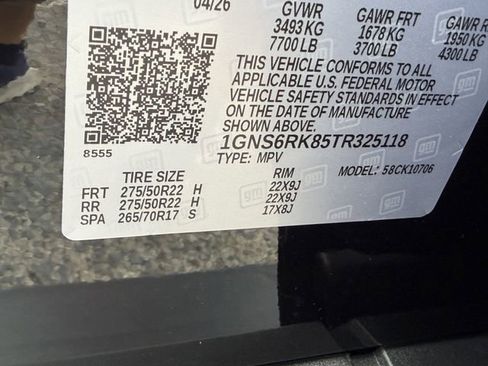 04/26 GVWR GAWR FRT GAWR R
3493 KG 1678 KG 1950 KG
7700 LB 3700 LB 4300 LB
THIS VEHICLE CONFORMS TO ALL
APPLICABLE U.S. FEDERAL MOTOR
VEHICLE SAFETY STANDARDS IN EFFECT
ON THE DATE OF MANUFACTURE
SHOWN ABOVE.
8555 1GNS6RK85TR325118
TYPE: MPV MODEL: 58CK10706
TIRE SIZE RIM
FRT 275/50R22 H 22X9J
RR 275/50R22 H 22X9J
SPA 265/70R17 S 17X8J
gm